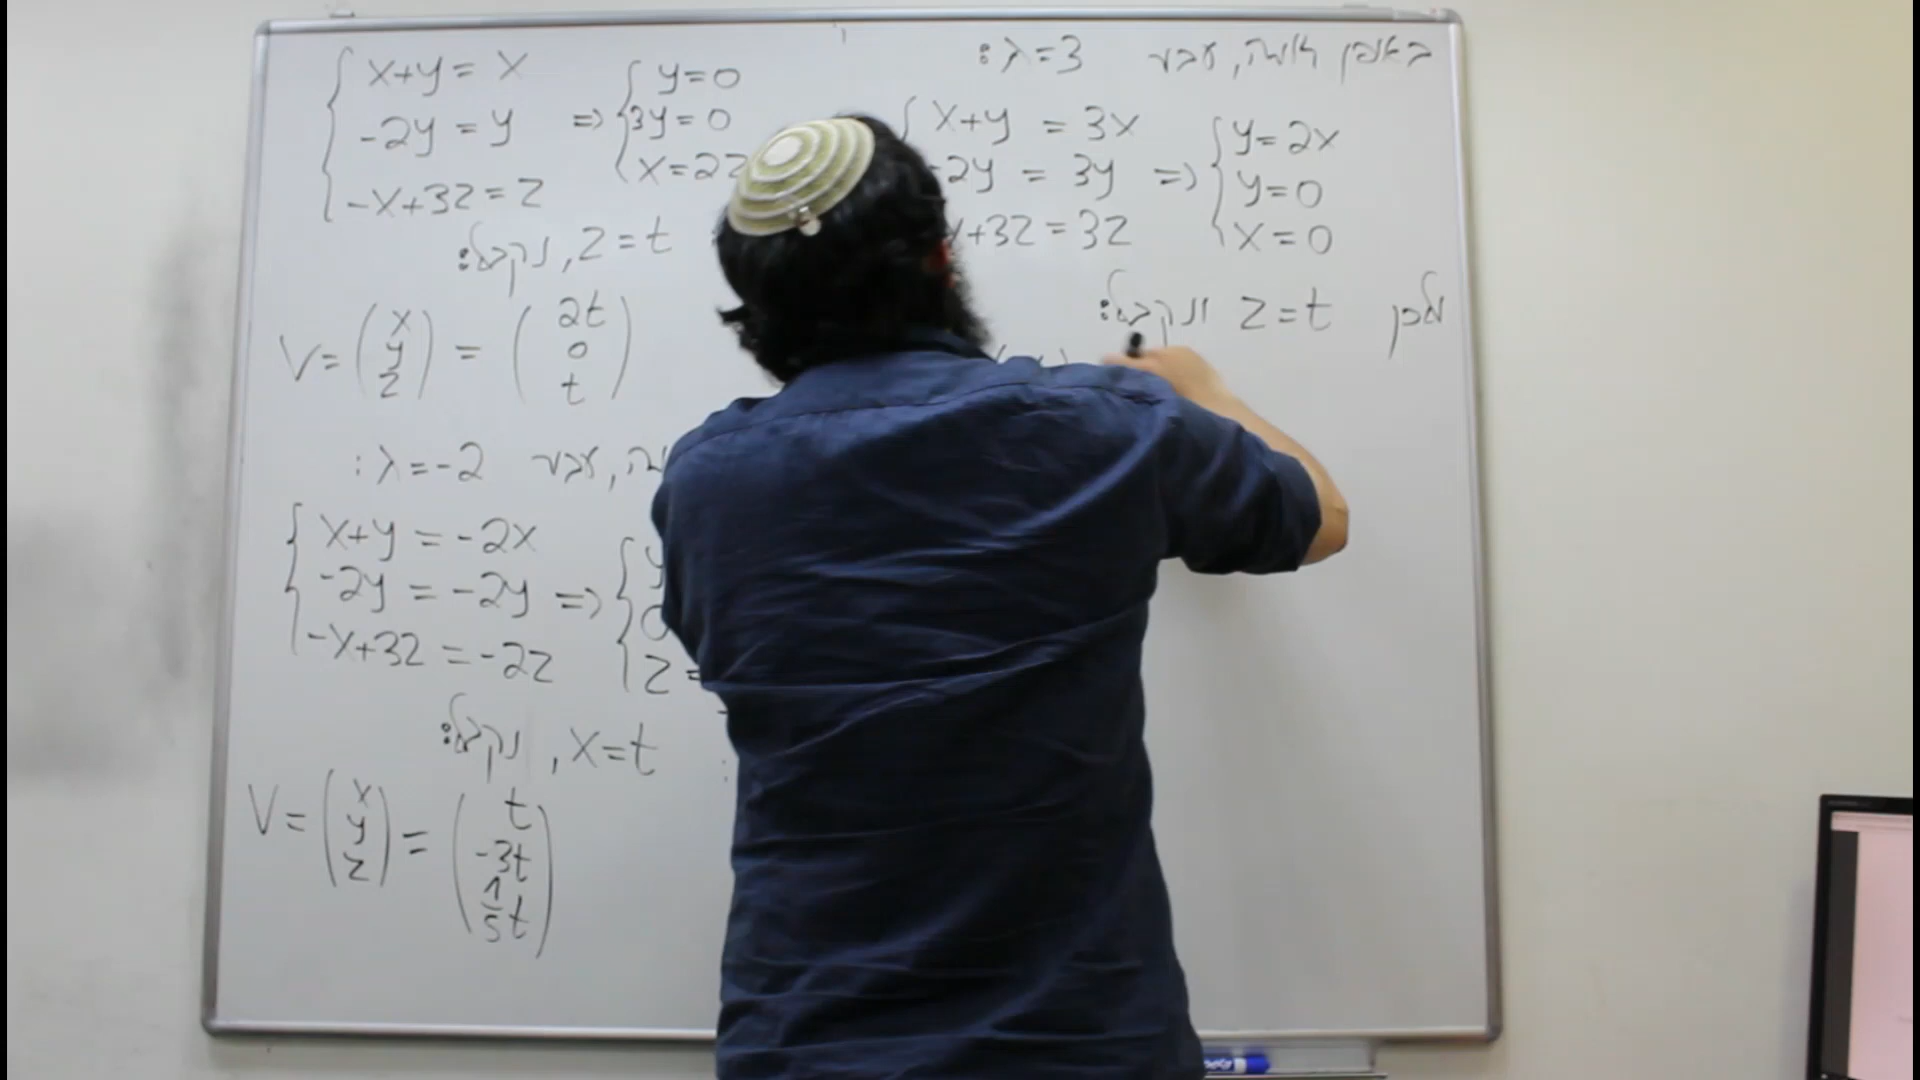 x+y = x
-2y = y
-x+3z = z
=>
y=0
3y=0
x=2z
z=t, נקבל:
V = (x y z) = (2t 0 t)
עבור λ=-2 :
x+y = -2x
-2y = -2y
-x+3z = -2z
=>
y
0
z =
x=t, נקבל:
V = (x y z) = (t -3t 1/5 t)
באופן דומה, עבור λ=3 :
x+y = 3x
-2y = 3y
+3z = 3z
=>
y=2x
y=0
x=0
ולכן z=t ונקבל: